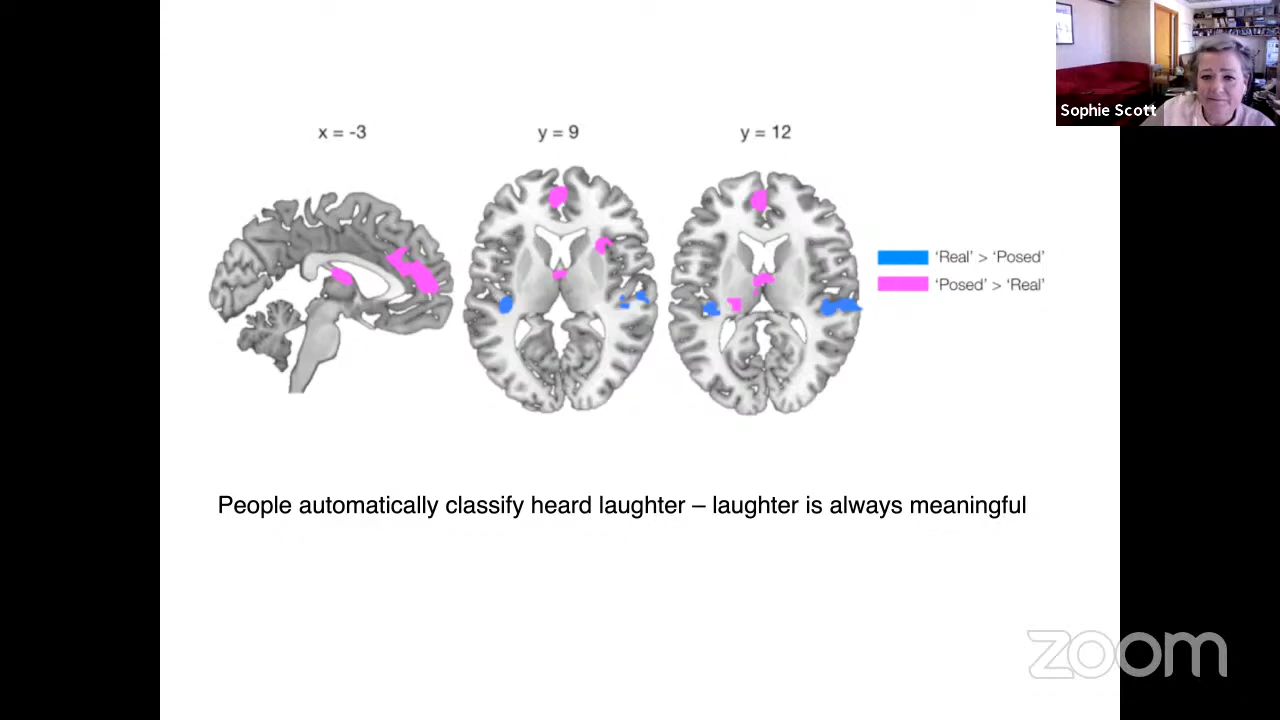 Sophie Scott
x = -3
y = 9
y = 12
'Real' > 'Posed'
'Posed' > 'Real'
People automatically classify heard laughter – laughter is always meaningful
zoom